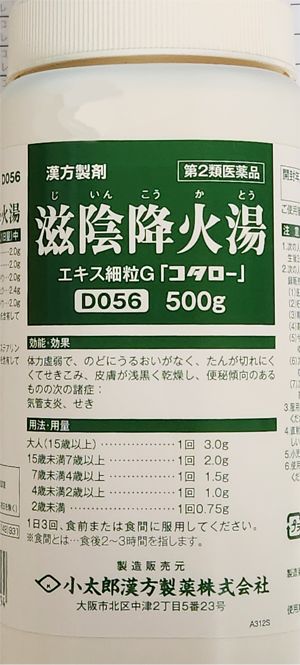 漢方製剤
第2類医薬品
じ いん こう か とう
滋陰降火湯
エキス細粒G「コタロー」
D056 500g
効能・効果
体力虚弱で、のどにうるおいがなく、たんが切れにく
くてせきこみ、皮膚が浅黒く乾燥し、便秘傾向のある
ものの次の諸症：
気管支炎、せき
用法・用量
大人(15歳以上)……………………1回 3.0g
15歳未満7歳以上……………………1回 2.0g
7歳未満4歳以上……………………1回 1.5g
4歳未満2歳以上……………………1回 1.0g
2歳未満……………………1回0.75g
1日3回、食前または食間に服用してください。
※食間とは…食後2〜3時間を指します。
製造販売元
小太郎漢方製薬株式会社
大阪市北区中津2丁目5番23号
A312S
D056
火湯